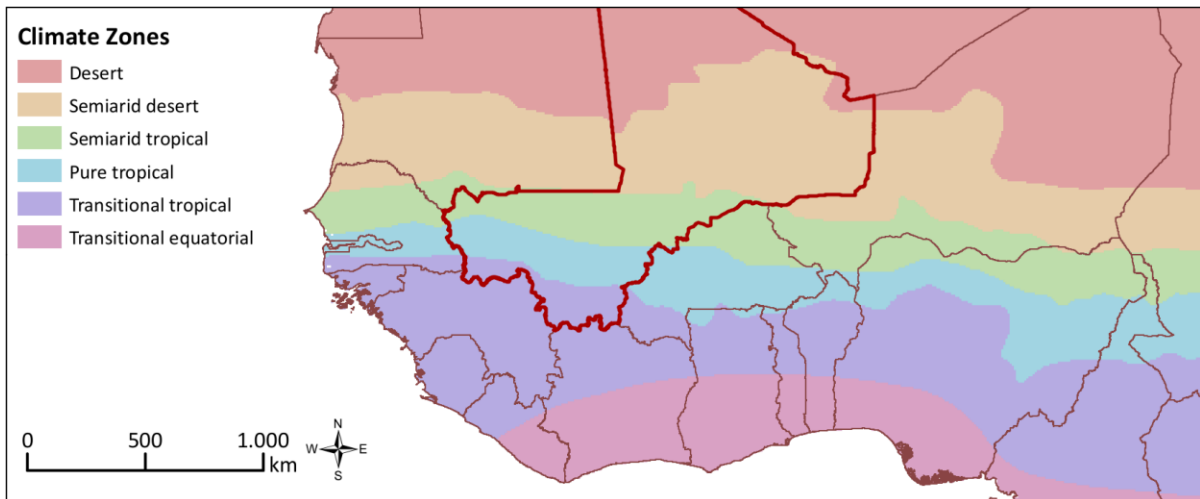 Climate Zones
Desert
Semiarid desert
Semiarid tropical
Pure tropical
Transitional tropical
Transitional equatorial
0 500 1.000
km
N
W E
S